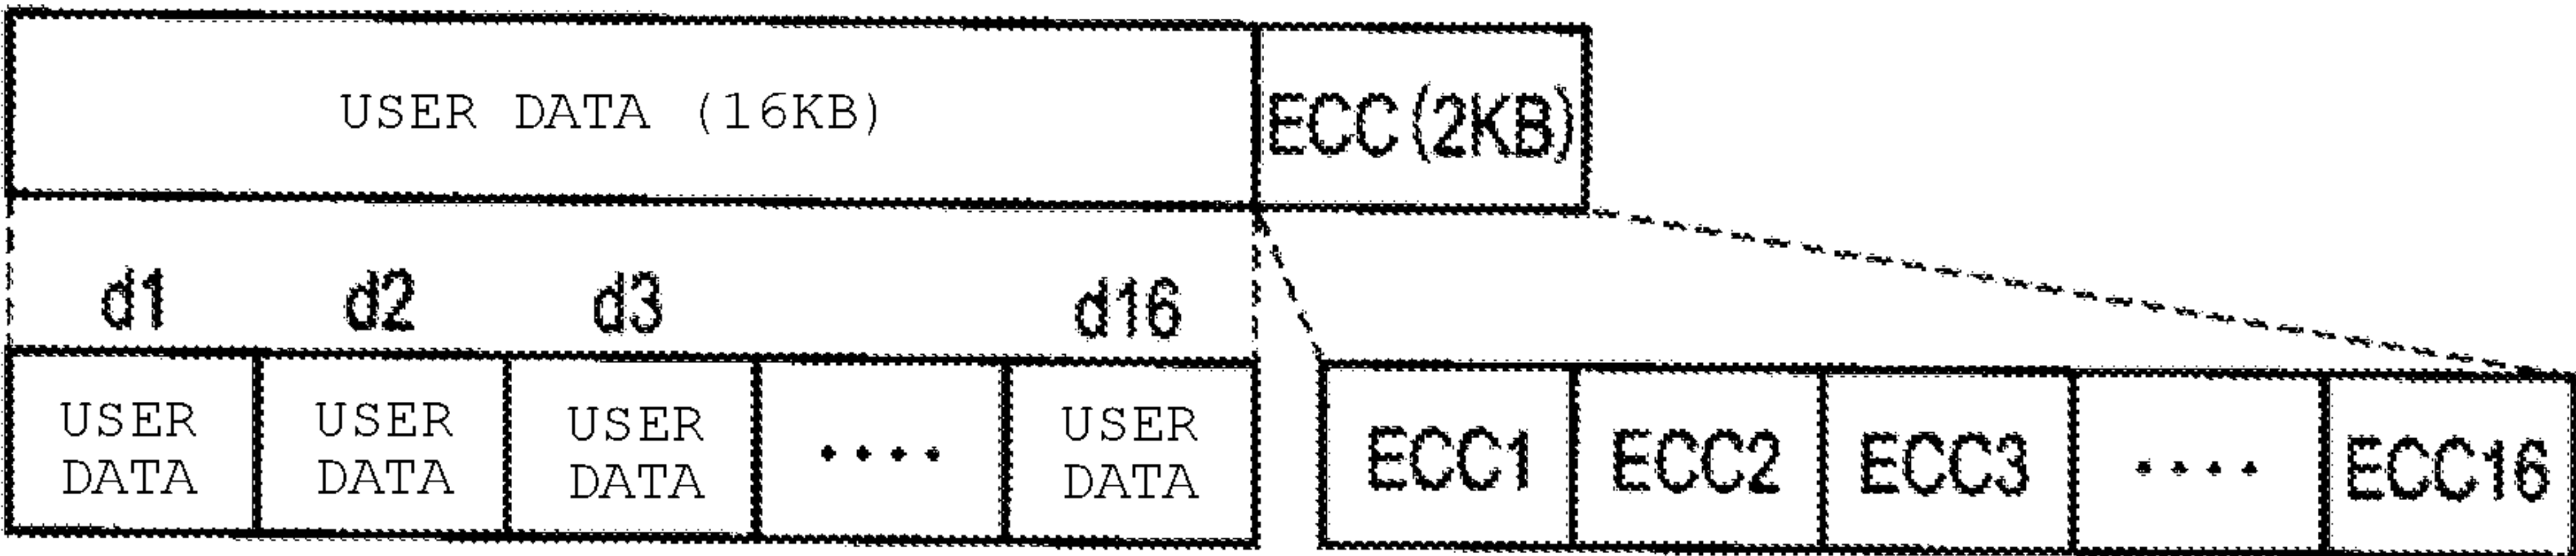 USER DATA (16KB) ECC (2KB)
d1 d2 d3 d16
USER USER USER .... USER
DATA DATA DATA DATA
ECC1 ECC2 ECC3 .... ECC16